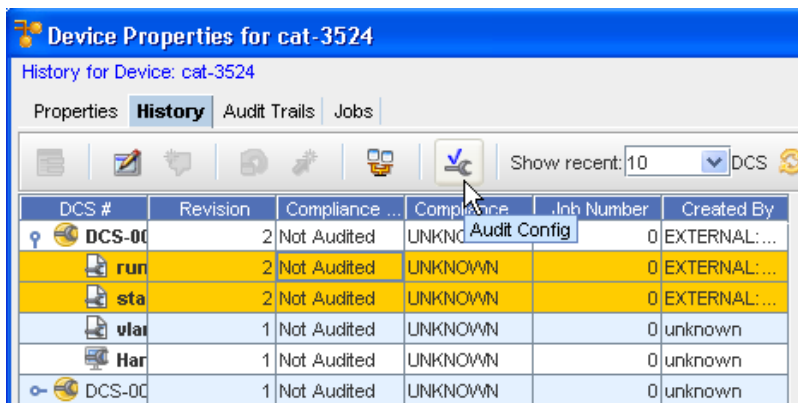 Device Properties for cat-3524
History for Device: cat-3524
Properties History Audit Trails Jobs
Show recent: 10 DCS
DCS # Revision Compliance ... Compliance Job Number Created By
Audit Config
DCS-00 2 Not Audited UNKNOWN 0 EXTERNAL:...
run 2 Not Audited UNKNOWN 0 EXTERNAL:...
sta 2 Not Audited UNKNOWN 0 EXTERNAL:...
vlan 1 Not Audited UNKNOWN 0 unknown
Har 1 Not Audited UNKNOWN 0 unknown
DCS-00 1 Not Audited UNKNOWN 0 unknown